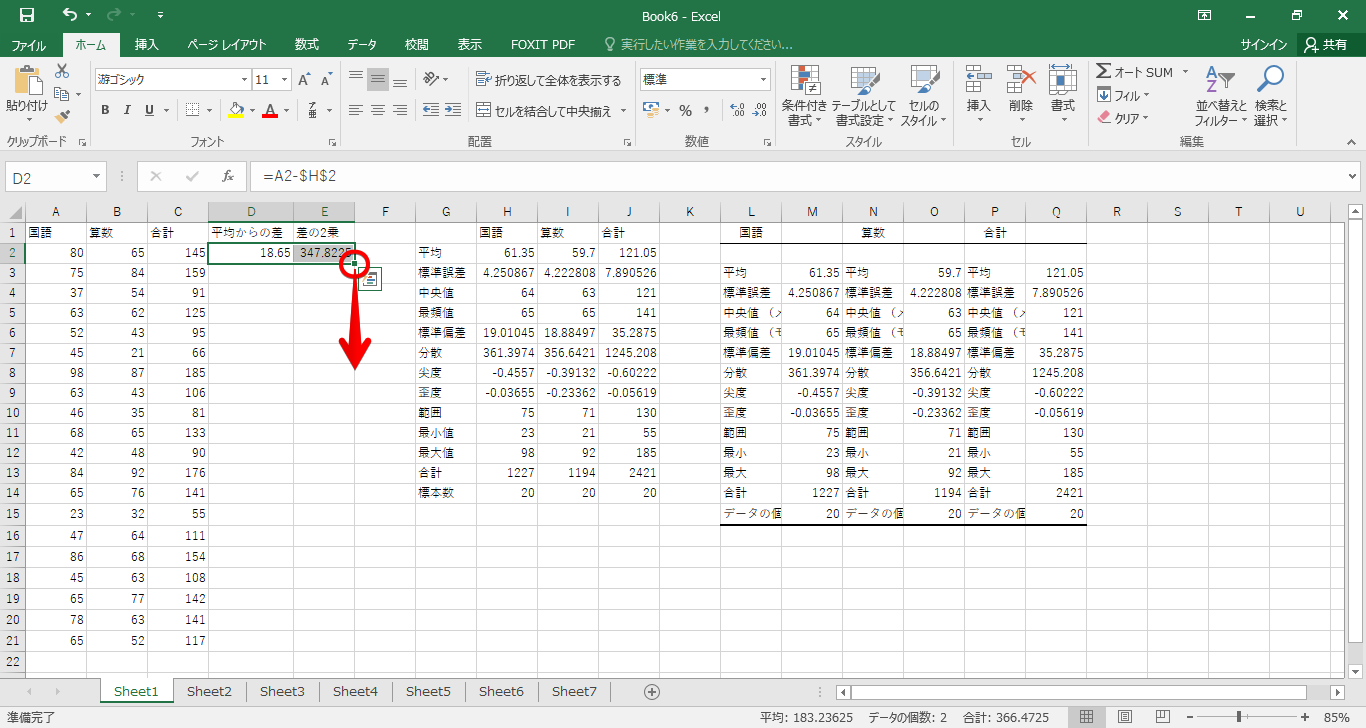 Book6 - Excel
ファイル ホーム 挿入 ページ レイアウト 数式 データ 校閲 表示 FOXIT PDF 実行したい作業を入力してください... サインイン 共有
貼り付け
クリップボード
游ゴシック 11
B I U
フォント
折り返して全体を表示する
セルを結合して中央揃え
配置
標準
%
数値
条件付き書式 テーブルとして書式設定 セルのスタイル
スタイル
挿入 削除 書式
セル
オート SUM
フィル
クリア
並べ替えとフィルター 検索と選択
編集
D2 fx =A2-$H$2
A B C D E F G H I J K L M N O P Q R S T U
1 国語 算数 合計 平均からの差 差の2乗 国語 算数 合計 国語 算数 合計
2 80 65 145 18.65 347.8225 平均 61.35 59.7 121.05
3 75 84 159 標準誤差 4.250867 4.222808 7.890526 平均 61.35 平均 59.7 平均 121.05
4 37 54 91 中央値 64 63 121 標準誤差 4.250867 標準誤差 4.222808 標準誤差 7.890526
5 63 62 125 最頻値 65 65 141 中央値 (メ 64 中央値 (メ 63 中央値 (メ 121
6 52 43 95 標準偏差 19.01045 18.88497 35.2875 最頻値 (モ 65 最頻値 (モ 65 最頻値 (モ 141
7 45 21 66 分散 361.3974 356.6421 1245.208 標準偏差 19.01045 標準偏差 18.88497 標準偏差 35.2875
8 98 87 185 尖度 -0.4557 -0.39132 -0.60222 分散 361.3974 分散 356.6421 分散 1245.208
9 63 43 106 歪度 -0.03655 -0.23362 -0.05619 尖度 -0.4557 尖度 -0.39132 尖度 -0.60222
10 46 35 81 範囲 75 71 130 歪度 -0.03655 歪度 -0.23362 歪度 -0.05619
11 68 65 133 最小値 23 21 55 範囲 75 範囲 71 範囲 130
12 42 48 90 最大値 98 92 185 最小 23 最小 21 最小 55
13 84 92 176 合計 1227 1194 2421 最大 98 最大 92 最大 185
14 65 76 141 標本数 20 20 20 合計 1227 合計 1194 合計 2421
15 23 32 55 データの個 20 データの個 20 データの個 20
16 47 64 111
17 86 68 154
18 45 63 108
19 65 77 142
20 78 63 141
21 65 52 117
22
Sheet1 Sheet2 Sheet3 Sheet4 Sheet5 Sheet6 Sheet7
準備完了 平均: 183.23625 データの個数: 2 合計: 366.4725 85%